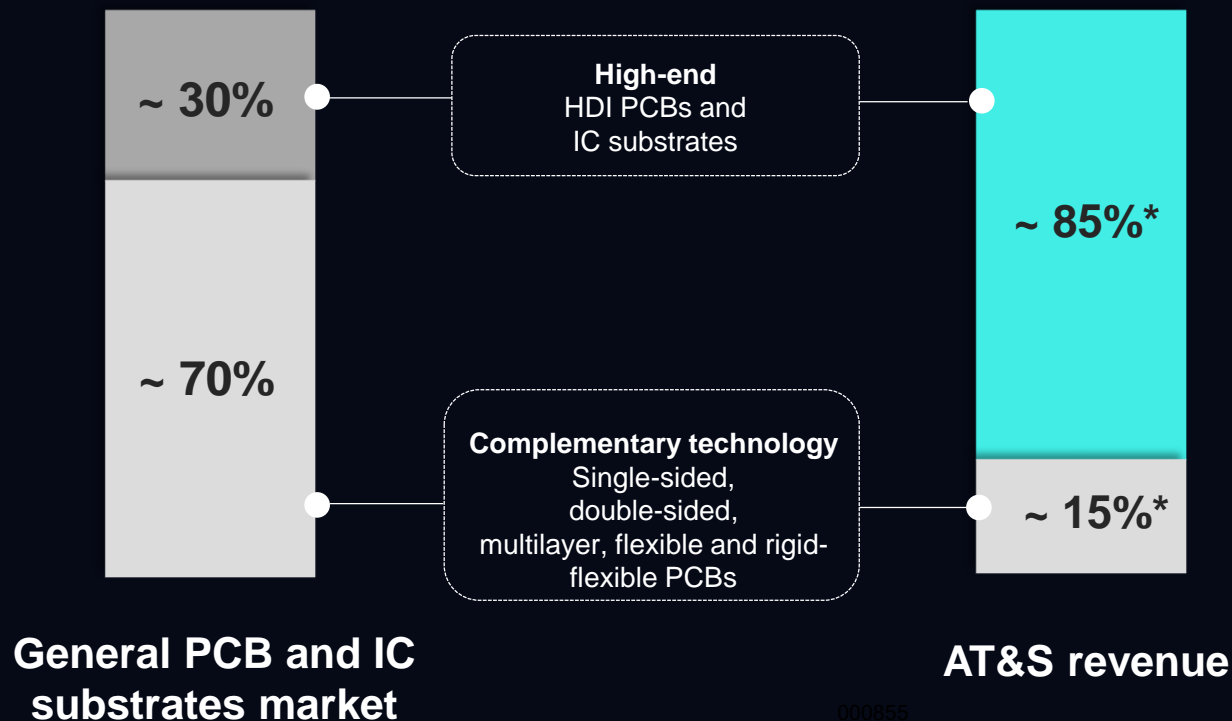 ~ 30%
High-end
HDI PCBs and
IC substrates
~ 85%*
~ 70%
Complementary technology
Single-sided,
double-sided,
multilayer, flexible and rigid-
flexible PCBs
~ 15%*
General PCB and IC
substrates market
AT&S revenue
000855